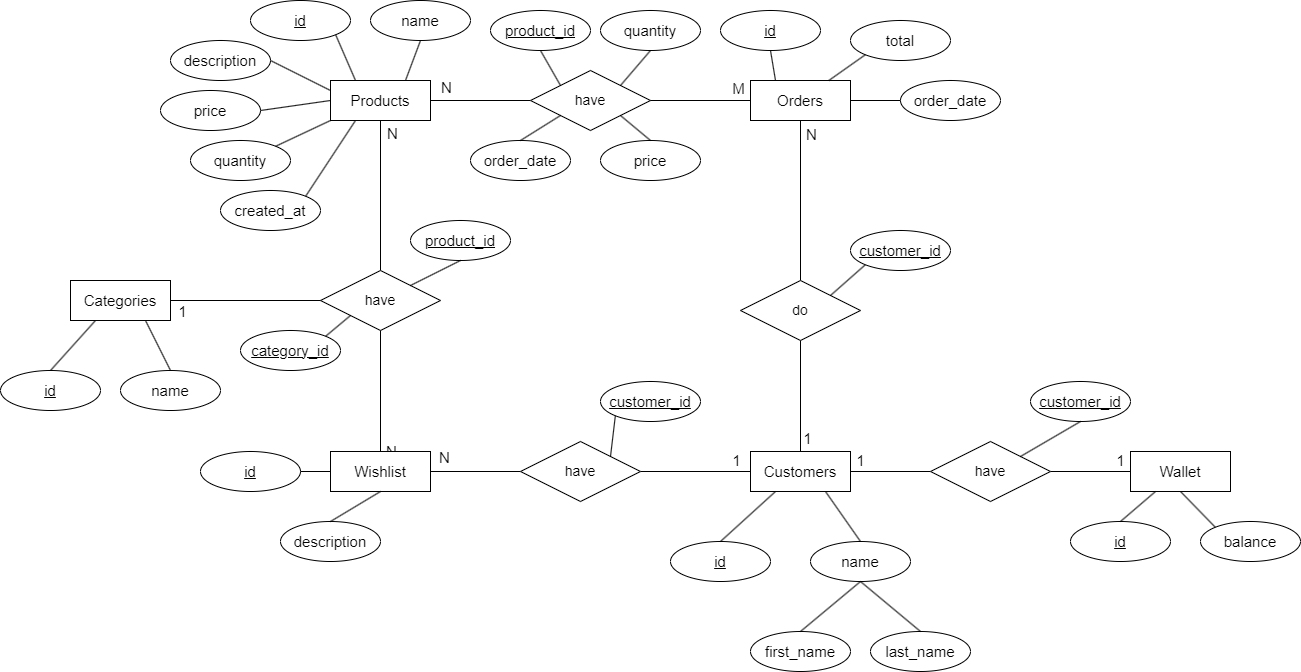 id
name
product_id
quantity
id
total
description
N
M
Products
have
Orders
order_date
price
N
N
quantity
order_date
price
created_at
product_id
customer_id
Categories
1
have
do
category_id
id
name
customer_id
customer_id
1
N
N
1
1
1
id
Wishlist
have
Customers
have
Wallet
description
id
name
id
balance
first_name
last_name